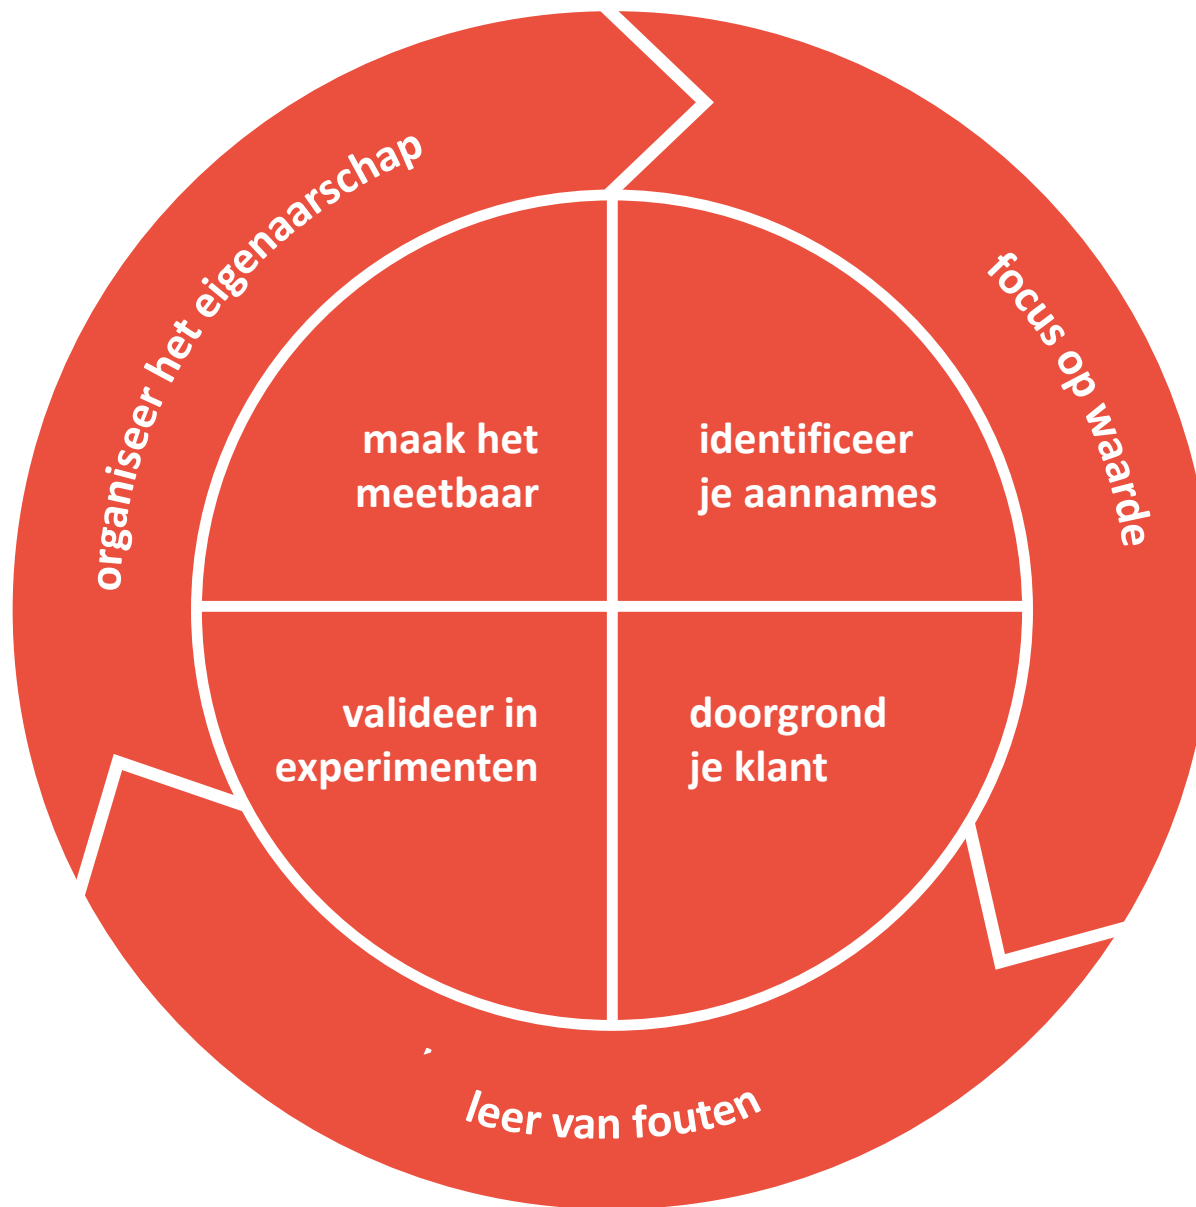 organiseer het eigenaarschap
focus op waarde
maak het
meetbaar
identificeer
je aannames
valideer in
experimenten
doorgrond
je klant
leer van fouten